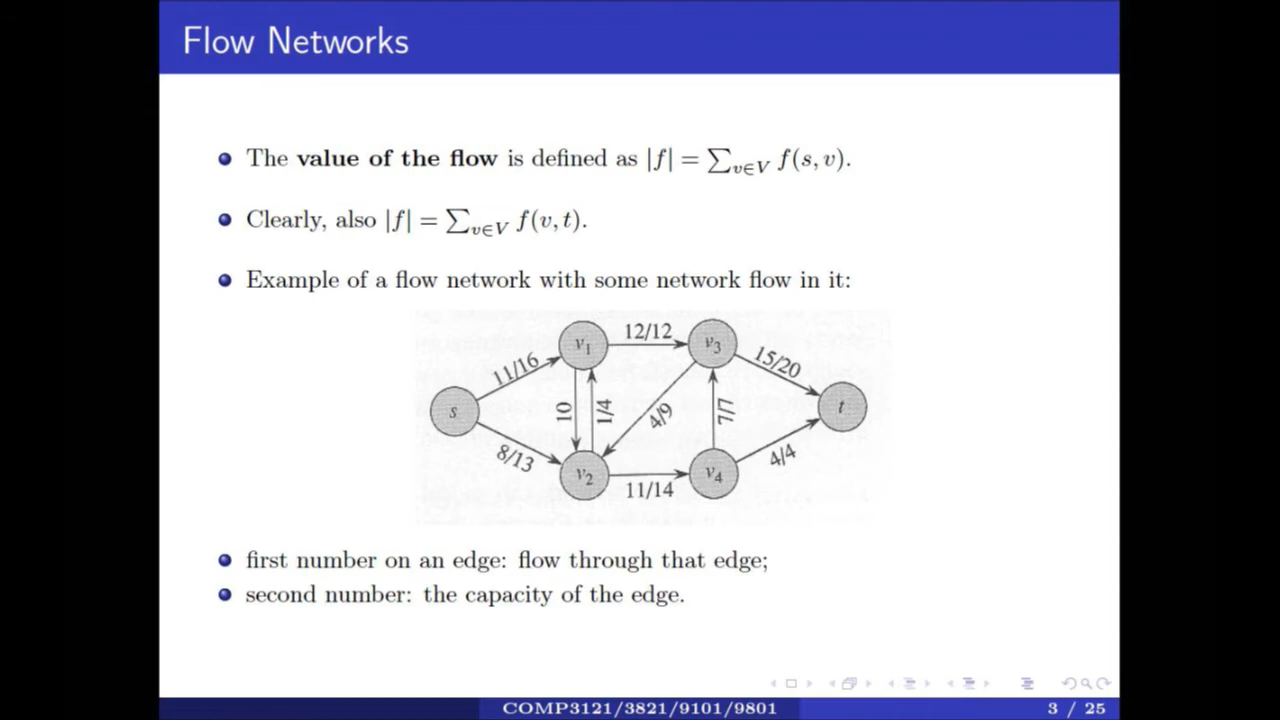 Flow Networks
The value of the flow is defined as |f| = ∑_{v∈V} f(s, v).
Clearly, also |f| = ∑_{v∈V} f(v, t).
Example of a flow network with some network flow in it:
12/12
v1
v3
11/16
15/20
s
10
1/4
4/9
7/7
t
8/13
4/4
v2
v4
11/14
first number on an edge: flow through that edge;
second number: the capacity of the edge.
COMP3121/3821/9101/9801
3 / 25